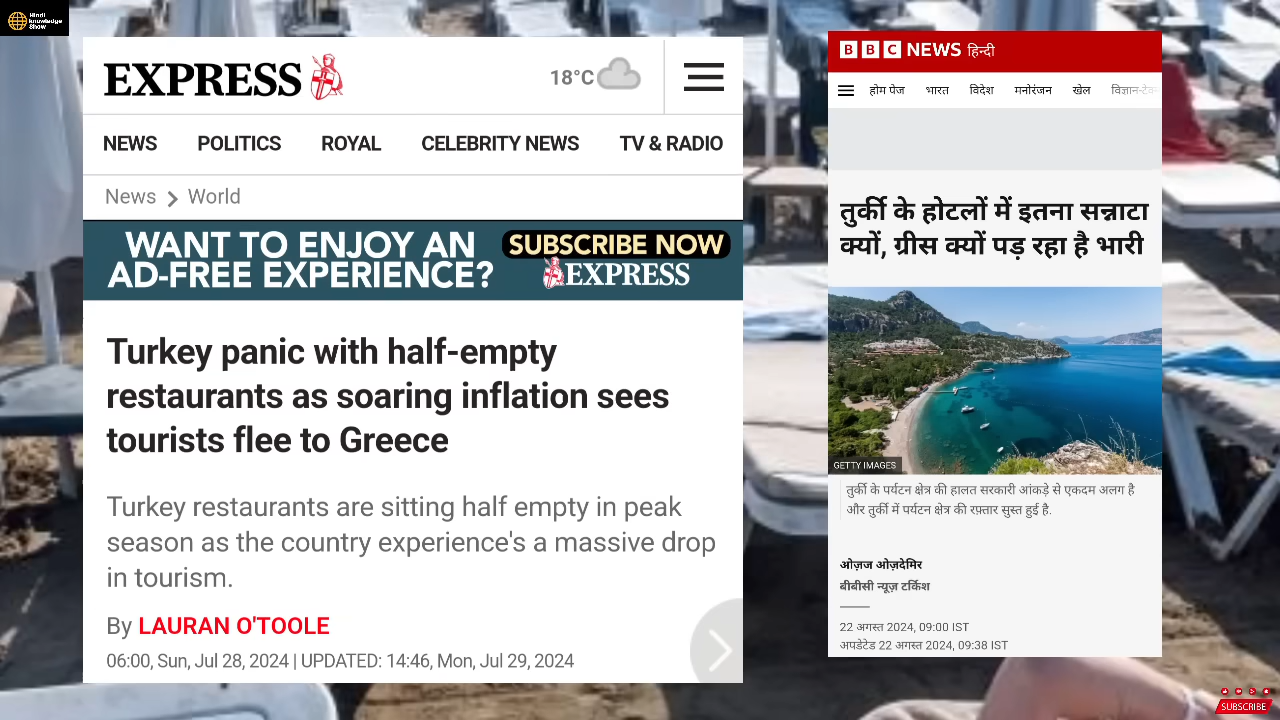 Hindi
knowledge
Show
EXPRESS
18°C
NEWS POLITICS ROYAL CELEBRITY NEWS TV & RADIO
News > World
WANT TO ENJOY AN
AD-FREE EXPERIENCE?
SUBSCRIBE NOW
EXPRESS
Turkey panic with half-empty
restaurants as soaring inflation sees
tourists flee to Greece
Turkey restaurants are sitting half empty in peak
season as the country experience's a massive drop
in tourism.
By LAURAN O'TOOLE
06:00, Sun, Jul 28, 2024 | UPDATED: 14:46, Mon, Jul 29, 2024
BBC NEWS हिन्दी
होम पेज भारत विदेश मनोरंजन खेल विज्ञान-टेक्न
तुर्की के होटलों में इतना सन्नाटा
क्यों, ग्रीस क्यों पड़ रहा है भारी
GETTY IMAGES
तुर्की के पर्यटन क्षेत्र की हालत सरकारी आंकड़े से एकदम अलग है
और तुर्की में पर्यटन क्षेत्र की रफ़्तार सुस्त हुई है.
ओज़ज ओज़देमिर
बीबीसी न्यूज़ टर्किश
22 अगस्त 2024, 09:00 IST
अपडेटेड 22 अगस्त 2024, 09:38 IST
SUBSCRIBE